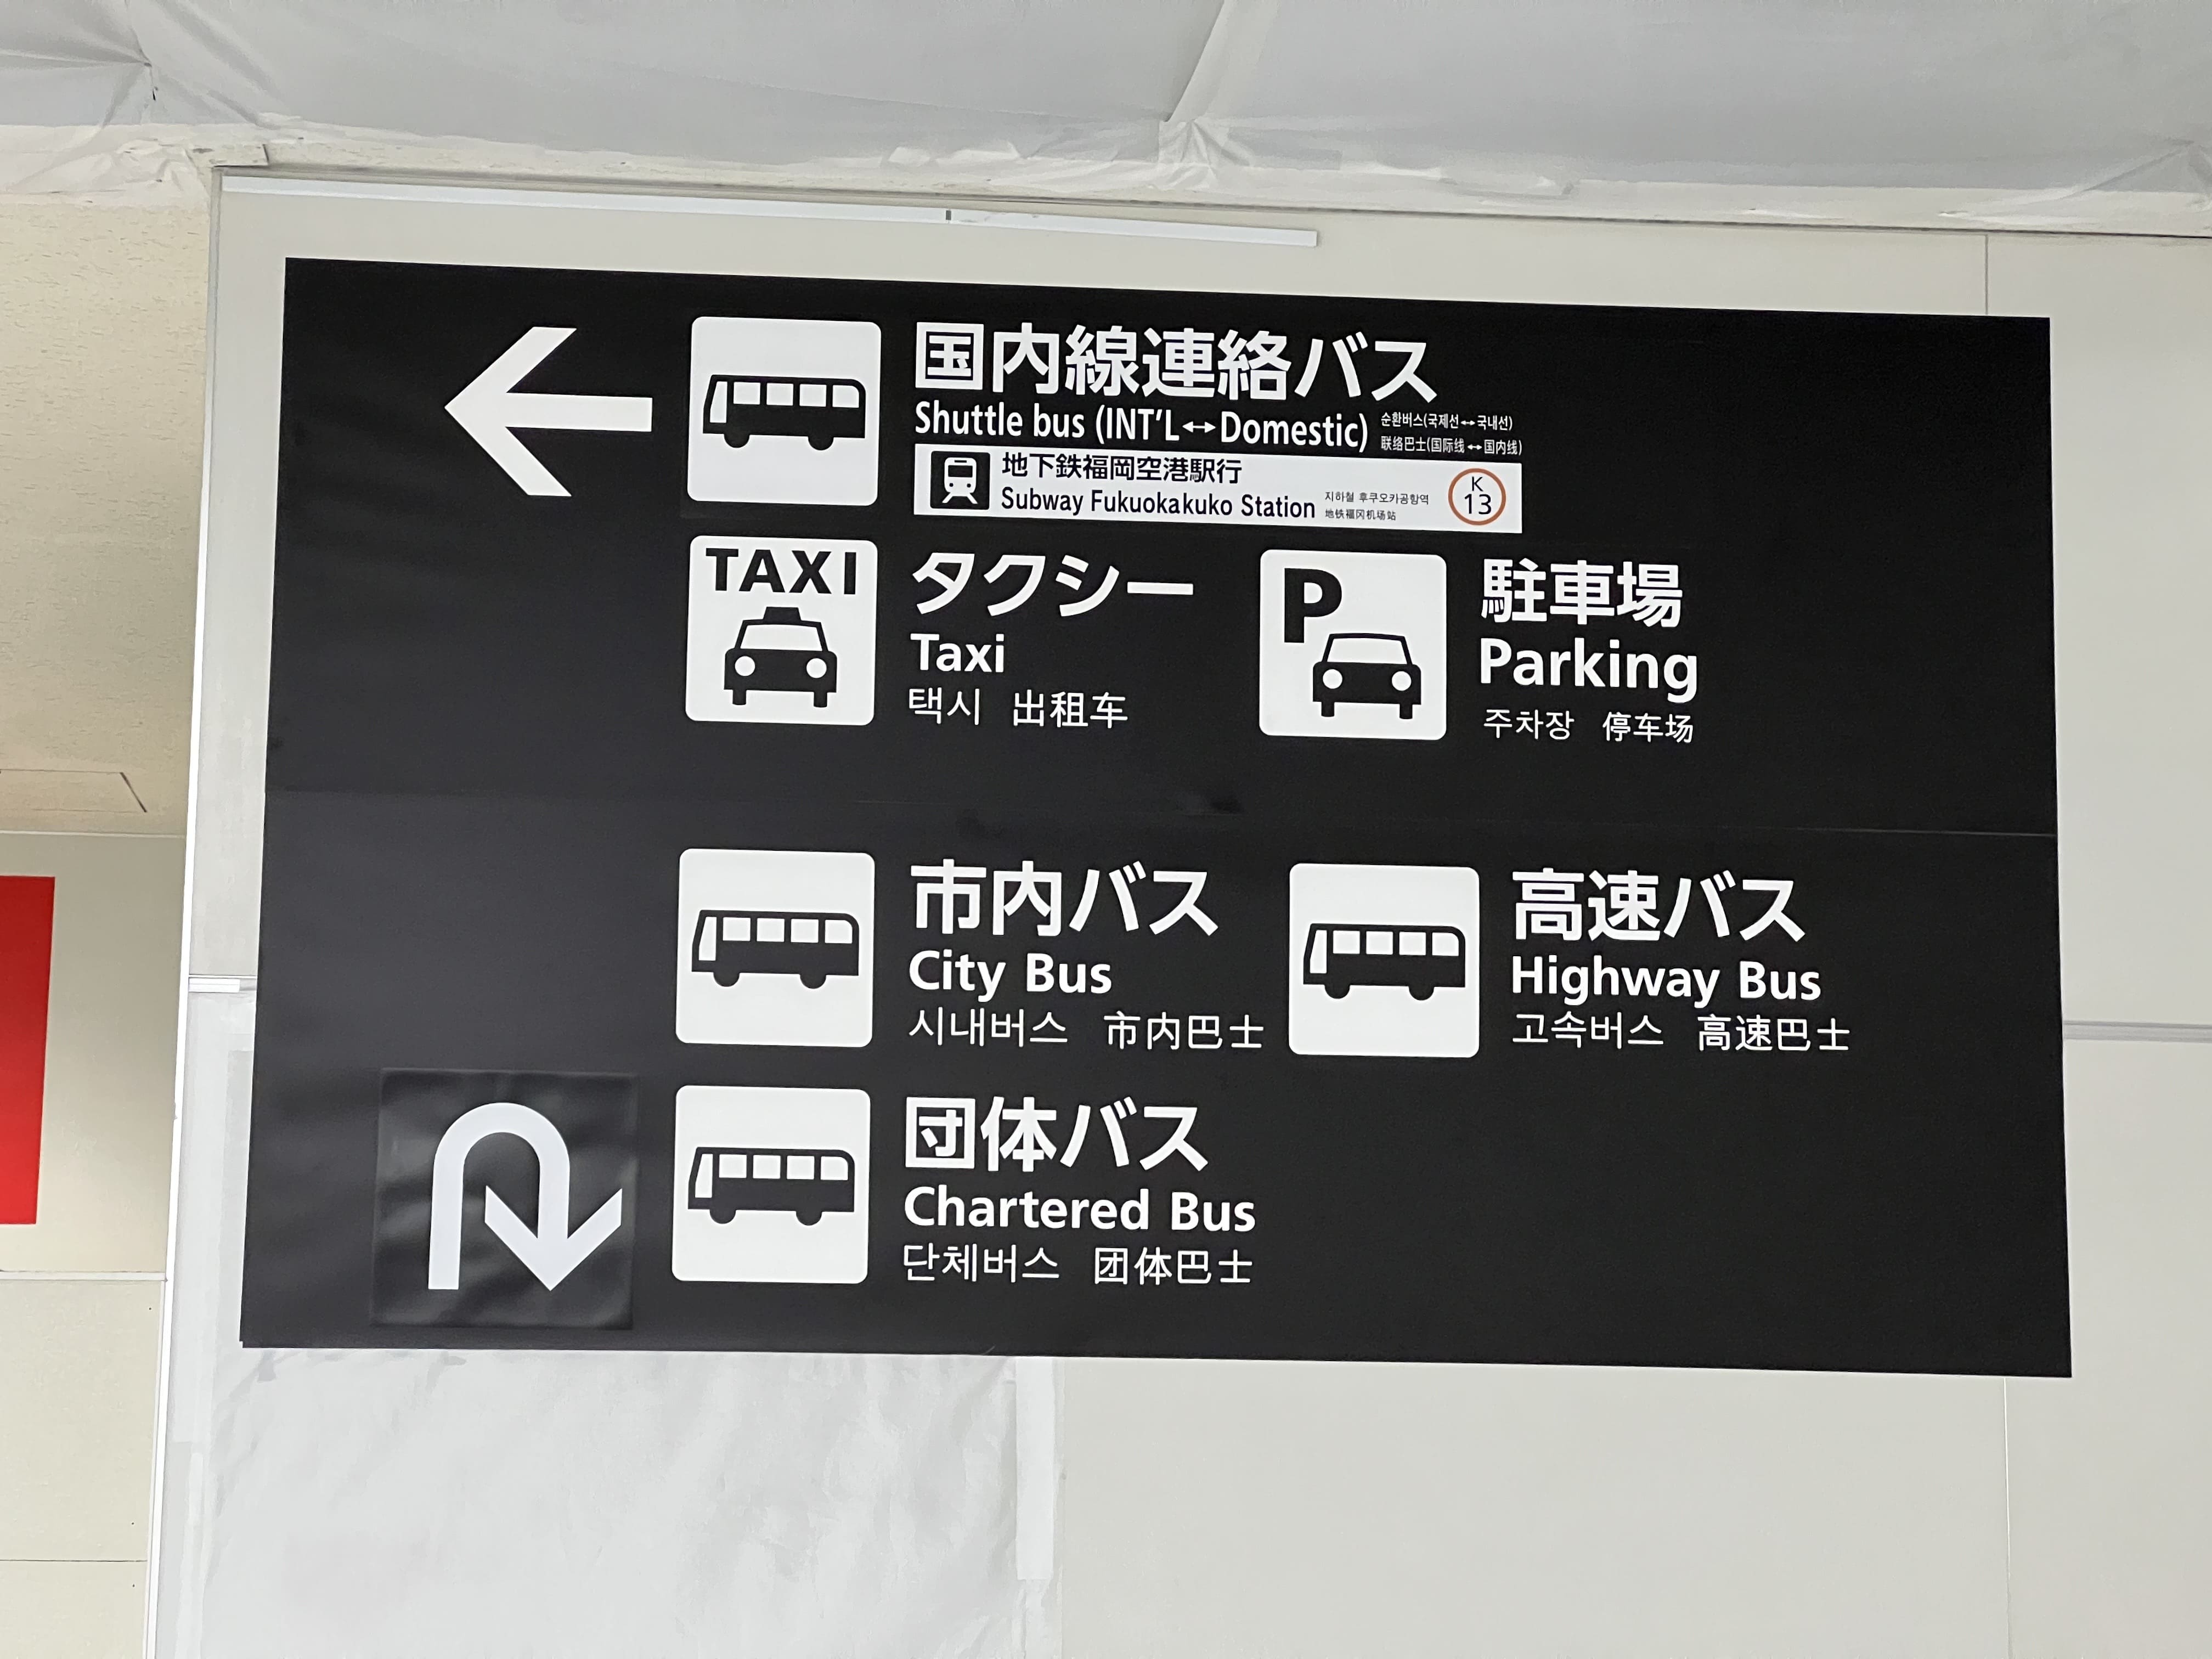 国内線連絡バス
Shuttle bus (INT'L↔Domestic)
순환버스(국제선↔국내선)
联络巴士(国际线↔国内线)
地下鉄福岡空港駅行
Subway Fukuokakuko Station
지하철 후쿠오카공항역
地铁福冈机场站
K
13
TAXI
タクシー
Taxi
택시 出租车
P
駐車場
Parking
주차장 停车场
市内バス
City Bus
시내버스 市内巴士
高速バス
Highway Bus
고속버스 高速巴士
団体バス
Chartered Bus
단체버스 团体巴士